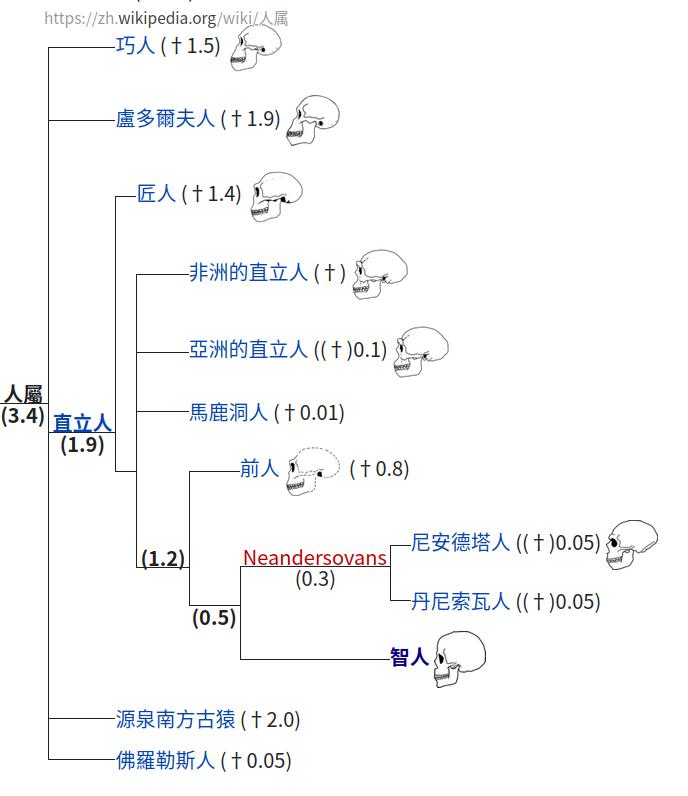 https://zh.wikipedia.org/wiki/人属
巧人 († 1.5)
盧多爾夫人 († 1.9)
匠人 († 1.4)
非洲的直立人 (†)
亞洲的直立人 ((†)0.1)
人屬
(3.4)
直立人
(1.9)
馬鹿洞人 († 0.01)
前人 († 0.8)
(1.2)
Neandersovans
(0.3)
尼安德塔人 ((†)0.05)
丹尼索瓦人 ((†)0.05)
(0.5)
智人
源泉南方古猿 († 2.0)
佛羅勒斯人 († 0.05)